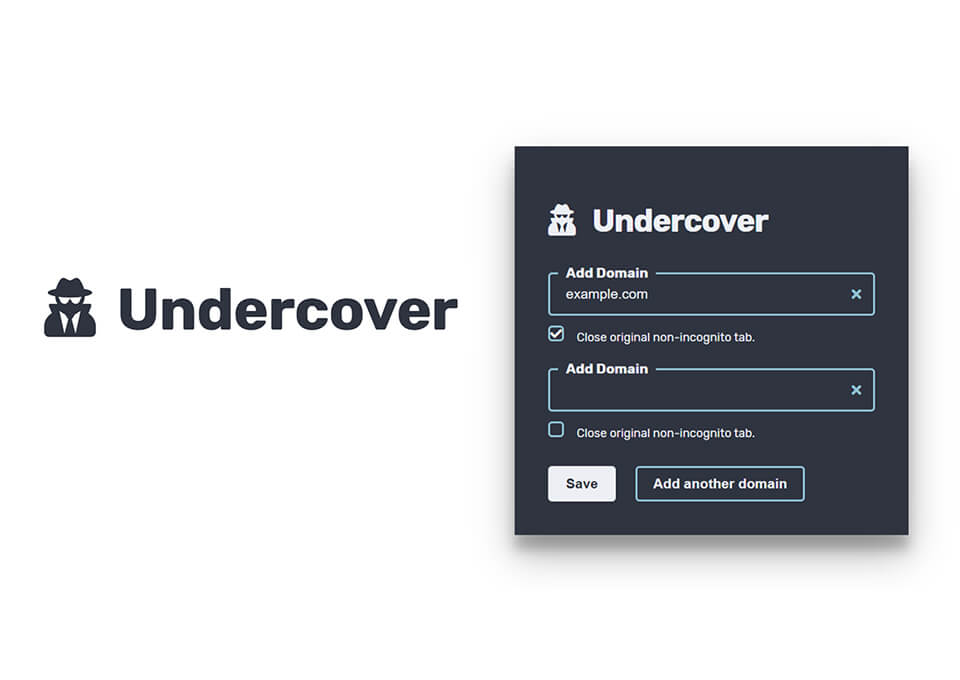 Undercover
Undercover
Add Domain
example.com
Close original non-incognito tab.
Add Domain
Close original non-incognito tab.
Save
Add another domain